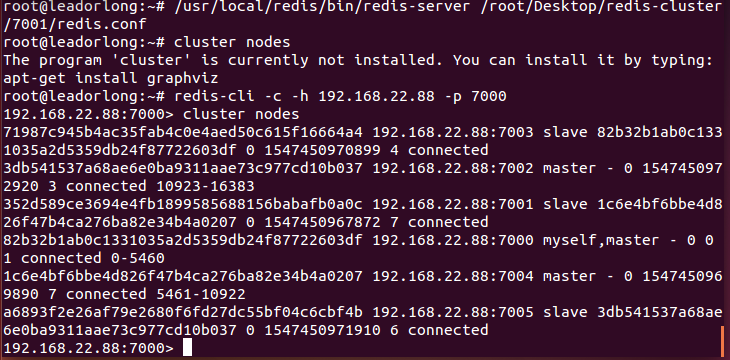 root@leadorlong:~# /usr/local/redis/bin/redis-server /root/Desktop/redis-cluster
/7001/redis.conf
root@leadorlong:~# cluster nodes
The program 'cluster' is currently not installed. You can install it by typing:
apt-get install graphviz
root@leadorlong:~# redis-cli -c -h 192.168.22.88 -p 7000
192.168.22.88:7000> cluster nodes
71987c945b4ac35fab4c0e4aed50c615f16664a4 192.168.22.88:7003 slave 82b32b1ab0c133
1035a2d5359db24f87722603df 0 1547450970899 4 connected
3db541537a68ae6e0ba9311aae73c977cd10b037 192.168.22.88:7002 master - 0 154745097
2920 3 connected 10923-16383
352d589ce3694e4fb1899585688156babafb0a0c 192.168.22.88:7001 slave 1c6e4bf6bbe4d8
26f47b4ca276ba82e34b4a0207 0 1547450967872 7 connected
82b32b1ab0c1331035a2d5359db24f87722603df 192.168.22.88:7000 myself,master - 0 0
1 connected 0-5460
1c6e4bf6bbe4d826f47b4ca276ba82e34b4a0207 192.168.22.88:7004 master - 0 154745096
9890 7 connected 5461-10922
a6893f2e26af79e2680f6fd27dc55bf04c6cbf4b 192.168.22.88:7005 slave 3db541537a68ae
6e0ba9311aae73c977cd10b037 0 1547450971910 6 connected
192.168.22.88:7000>